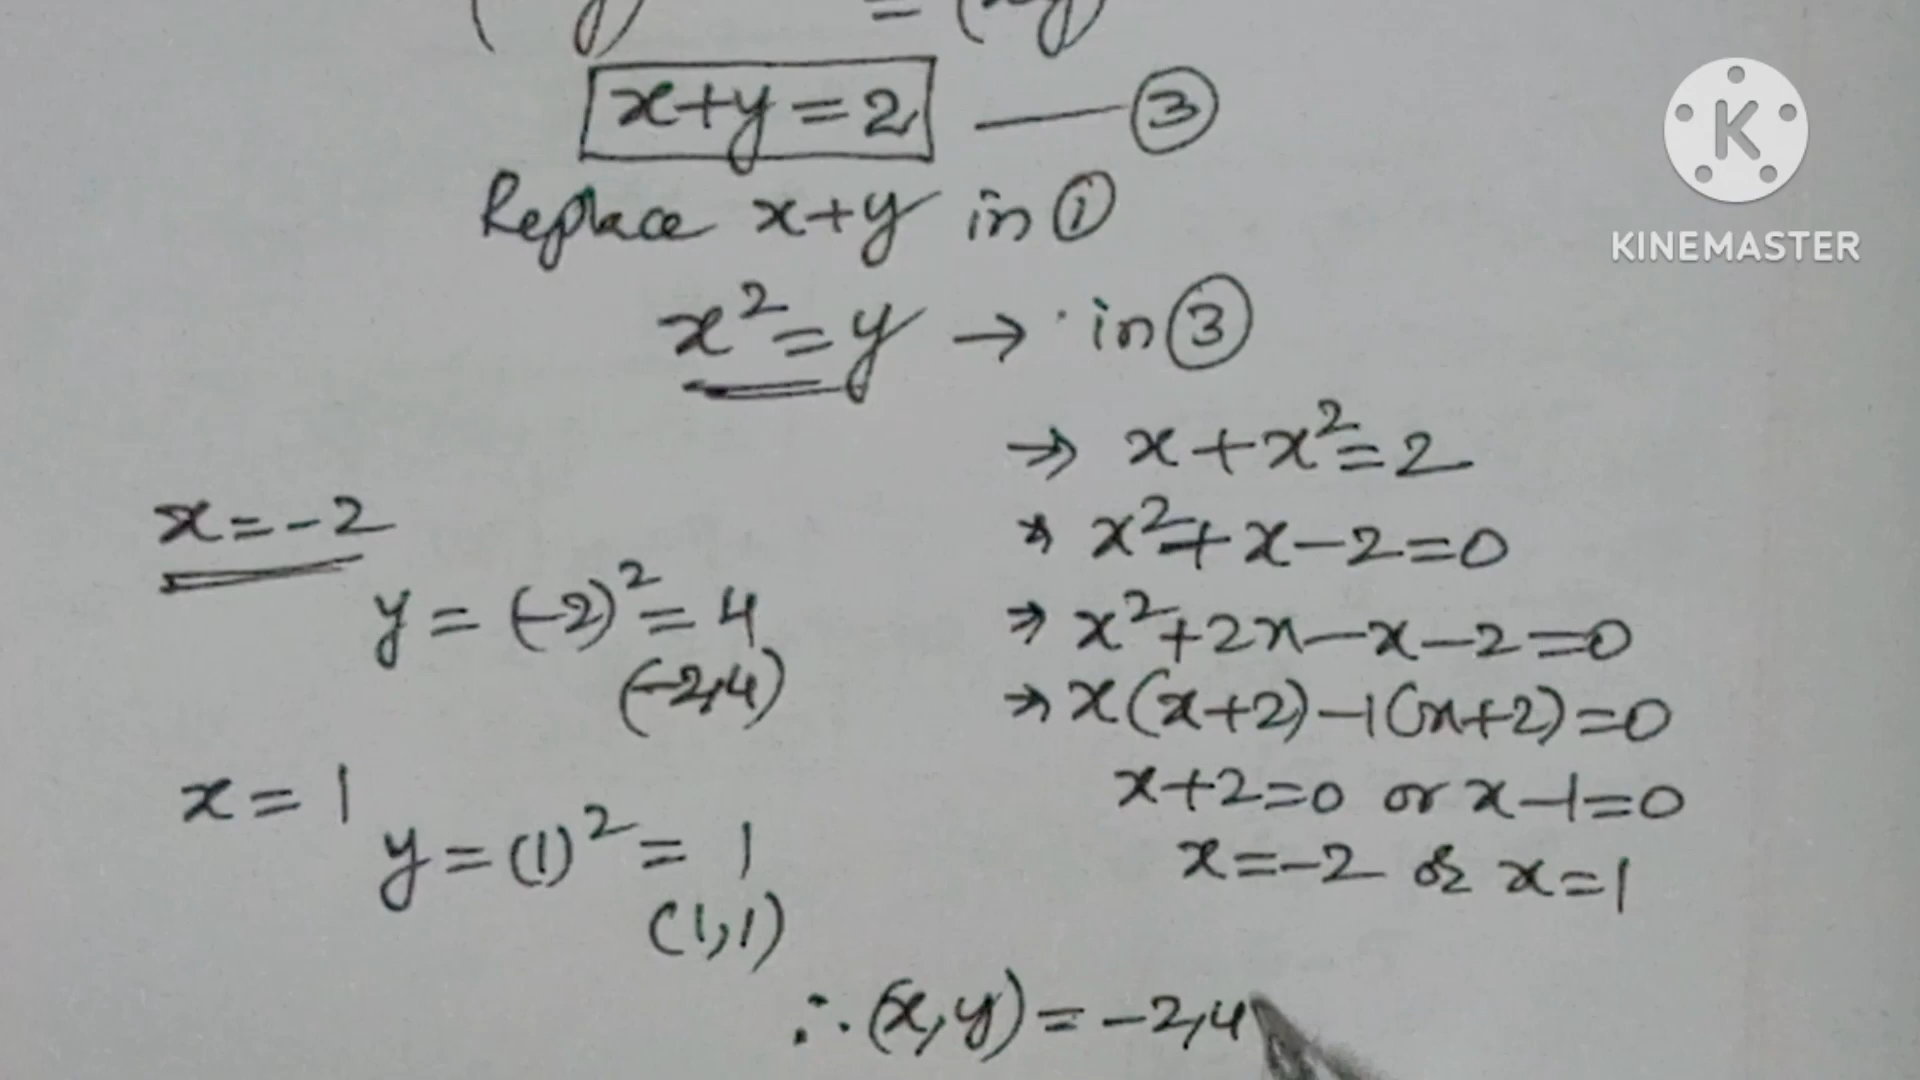 x+y=2 — ③
Replace x+y in ①
x²=y → in ③
⇒ x+x²=2
⇒ x²+x-2=0
⇒ x²+2x-x-2=0
⇒ x(x+2)-1(x+2)=0
x+2=0 or x-1=0
x=-2 or x=1
x=-2
y=(-2)²=4
(-2,4)
x=1
y=(1)²=1
(1,1)
∴(x,y)=-2,4
K
KINEMASTER